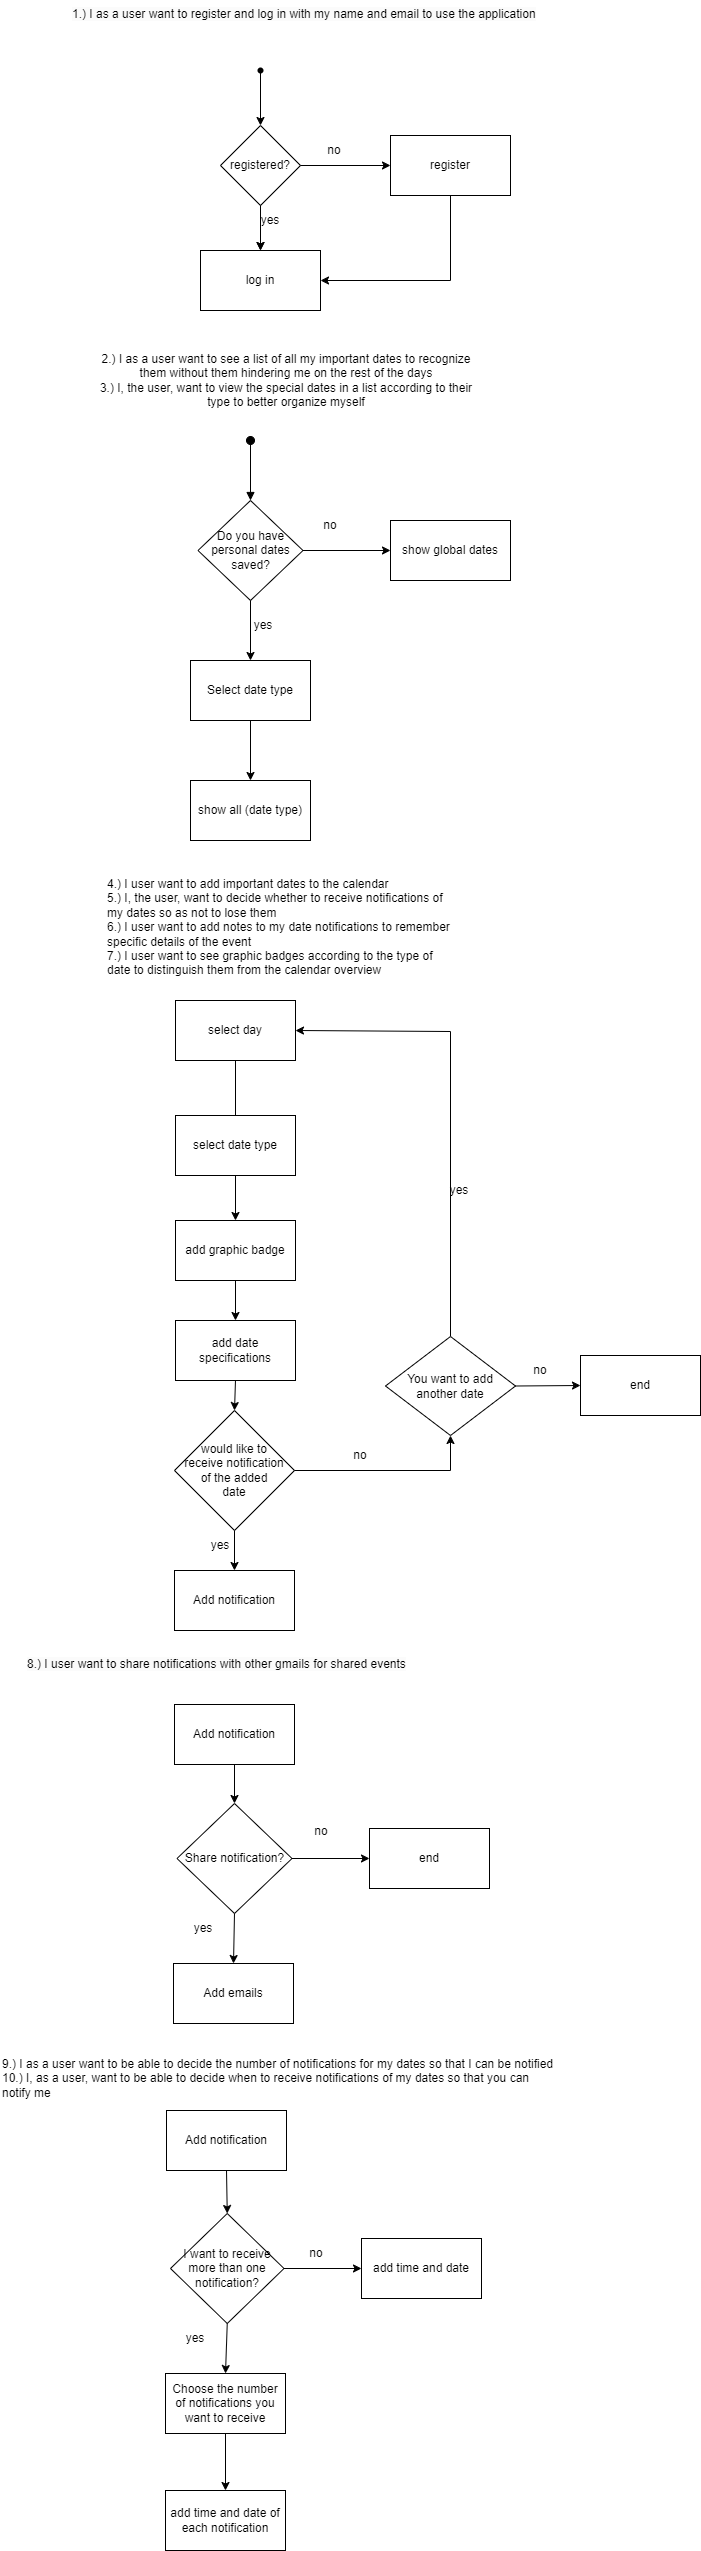 1.) I as a user want to register and log in with my name and email to use the application
registered?
no
register
yes
log in
2.) I as a user want to see a list of all my important dates to recognize
them without them hindering me on the rest of the days
3.) I, the user, want to view the special dates in a list according to their
type to better organize myself
Do you have
personal dates
saved?
no
show global dates
yes
Select date type
show all (date type)
4.) I user want to add important dates to the calendar
5.) I, the user, want to decide whether to receive notifications of
my dates so as not to lose them
6.) I user want to add notes to my date notifications to remember
specific details of the event
7.) I user want to see graphic badges according to the type of
date to distinguish them from the calendar overview
select day
select date type
yes
add graphic badge
add date
specifications
You want to add
another date
no
end
would like to
receive notification
of the added
date
no
yes
Add notification
8.) I user want to share notifications with other gmails for shared events
Add notification
Share notification?
no
end
yes
Add emails
9.) I as a user want to be able to decide the number of notifications for my dates so that I can be notified
10.) I, as a user, want to be able to decide when to receive notifications of my dates so that you can
notify me
Add notification
I want to receive
more than one
notification?
no
add time and date
yes
Choose the number
of notifications you
want to receive
add time and date of
each notification